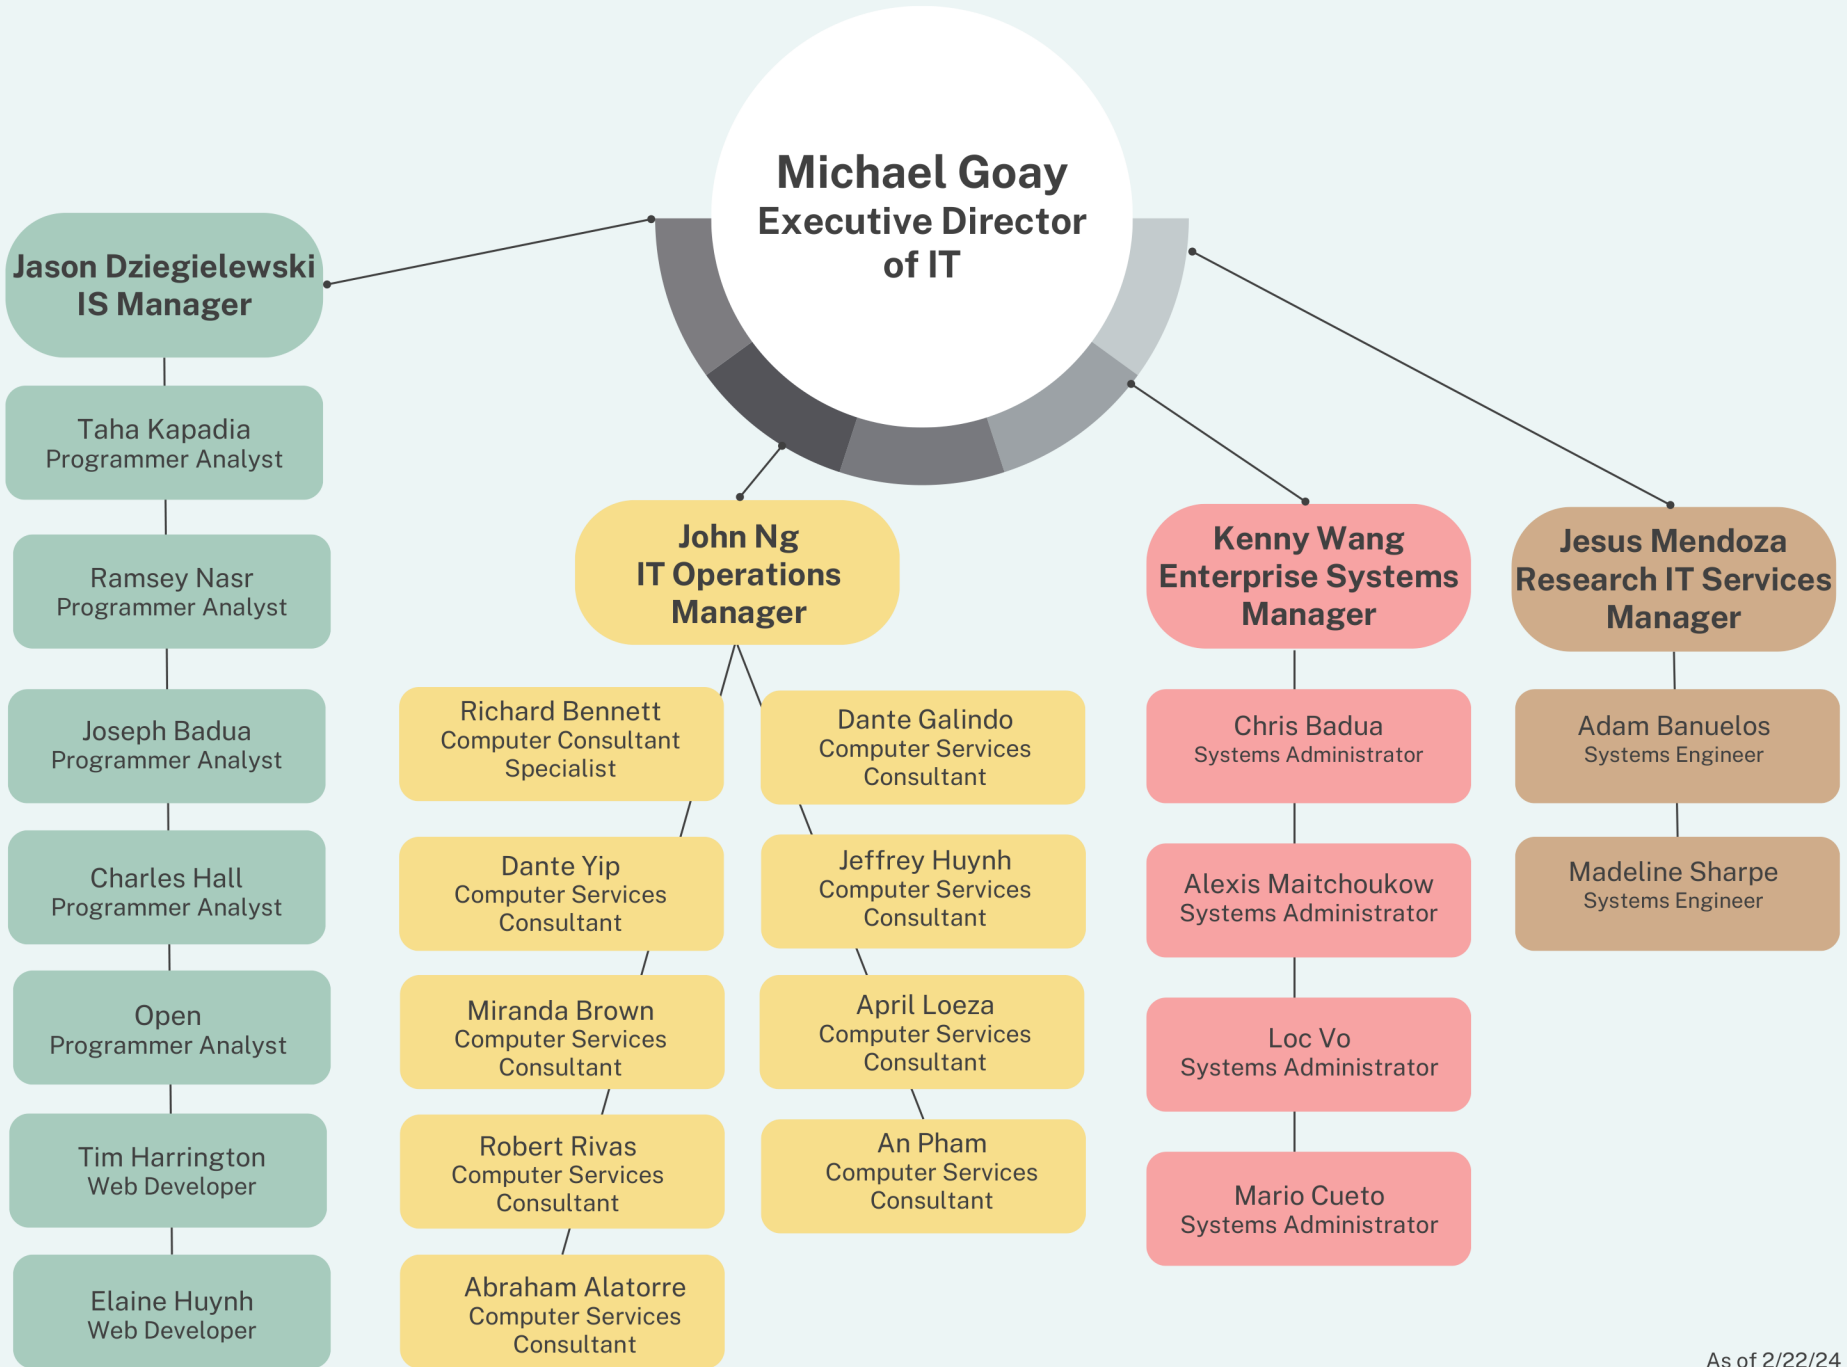 Michael Goay
Executive Director
of IT
Jason Dziegielewski
IS Manager
Taha Kapadia
Programmer Analyst
Ramsey Nasr
Programmer Analyst
Joseph Badua
Programmer Analyst
Charles Hall
Programmer Analyst
Open
Programmer Analyst
Tim Harrington
Web Developer
Elaine Huynh
Web Developer
John Ng
IT Operations
Manager
Richard Bennett
Computer Consultant
Specialist
Dante Yip
Computer Services
Consultant
Miranda Brown
Computer Services
Consultant
Robert Rivas
Computer Services
Consultant
Abraham Alatorre
Computer Services
Consultant
Dante Galindo
Computer Services
Consultant
Jeffrey Huynh
Computer Services
Consultant
April Loeza
Computer Services
Consultant
An Pham
Computer Services
Consultant
Kenny Wang
Enterprise Systems
Manager
Chris Badua
Systems Administrator
Alexis Maitchoukow
Systems Administrator
Loc Vo
Systems Administrator
Mario Cueto
Systems Administrator
Jesus Mendoza
Research IT Services
Manager
Adam Banuelos
Systems Engineer
Madeline Sharpe
Systems Engineer
As of 2/22/24